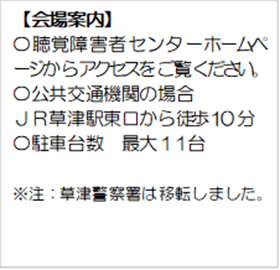 【会場案内】
〇聴覚障害者センターホームペ
ージからアクセスをご覧ください。
〇公共交通機関の場合
ＪＲ草津駅東口から徒歩１０分
〇駐車台数　最大１１台
※注：草津警察署は移転しました。